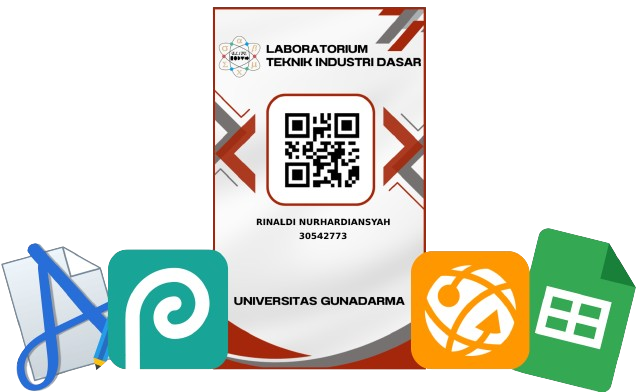 LABORATORIUM
TEKNIK INDUSTRI DASAR
RINALDI NURHARDIANSYAH
30542773
UNIVERSITAS GUNADARMA